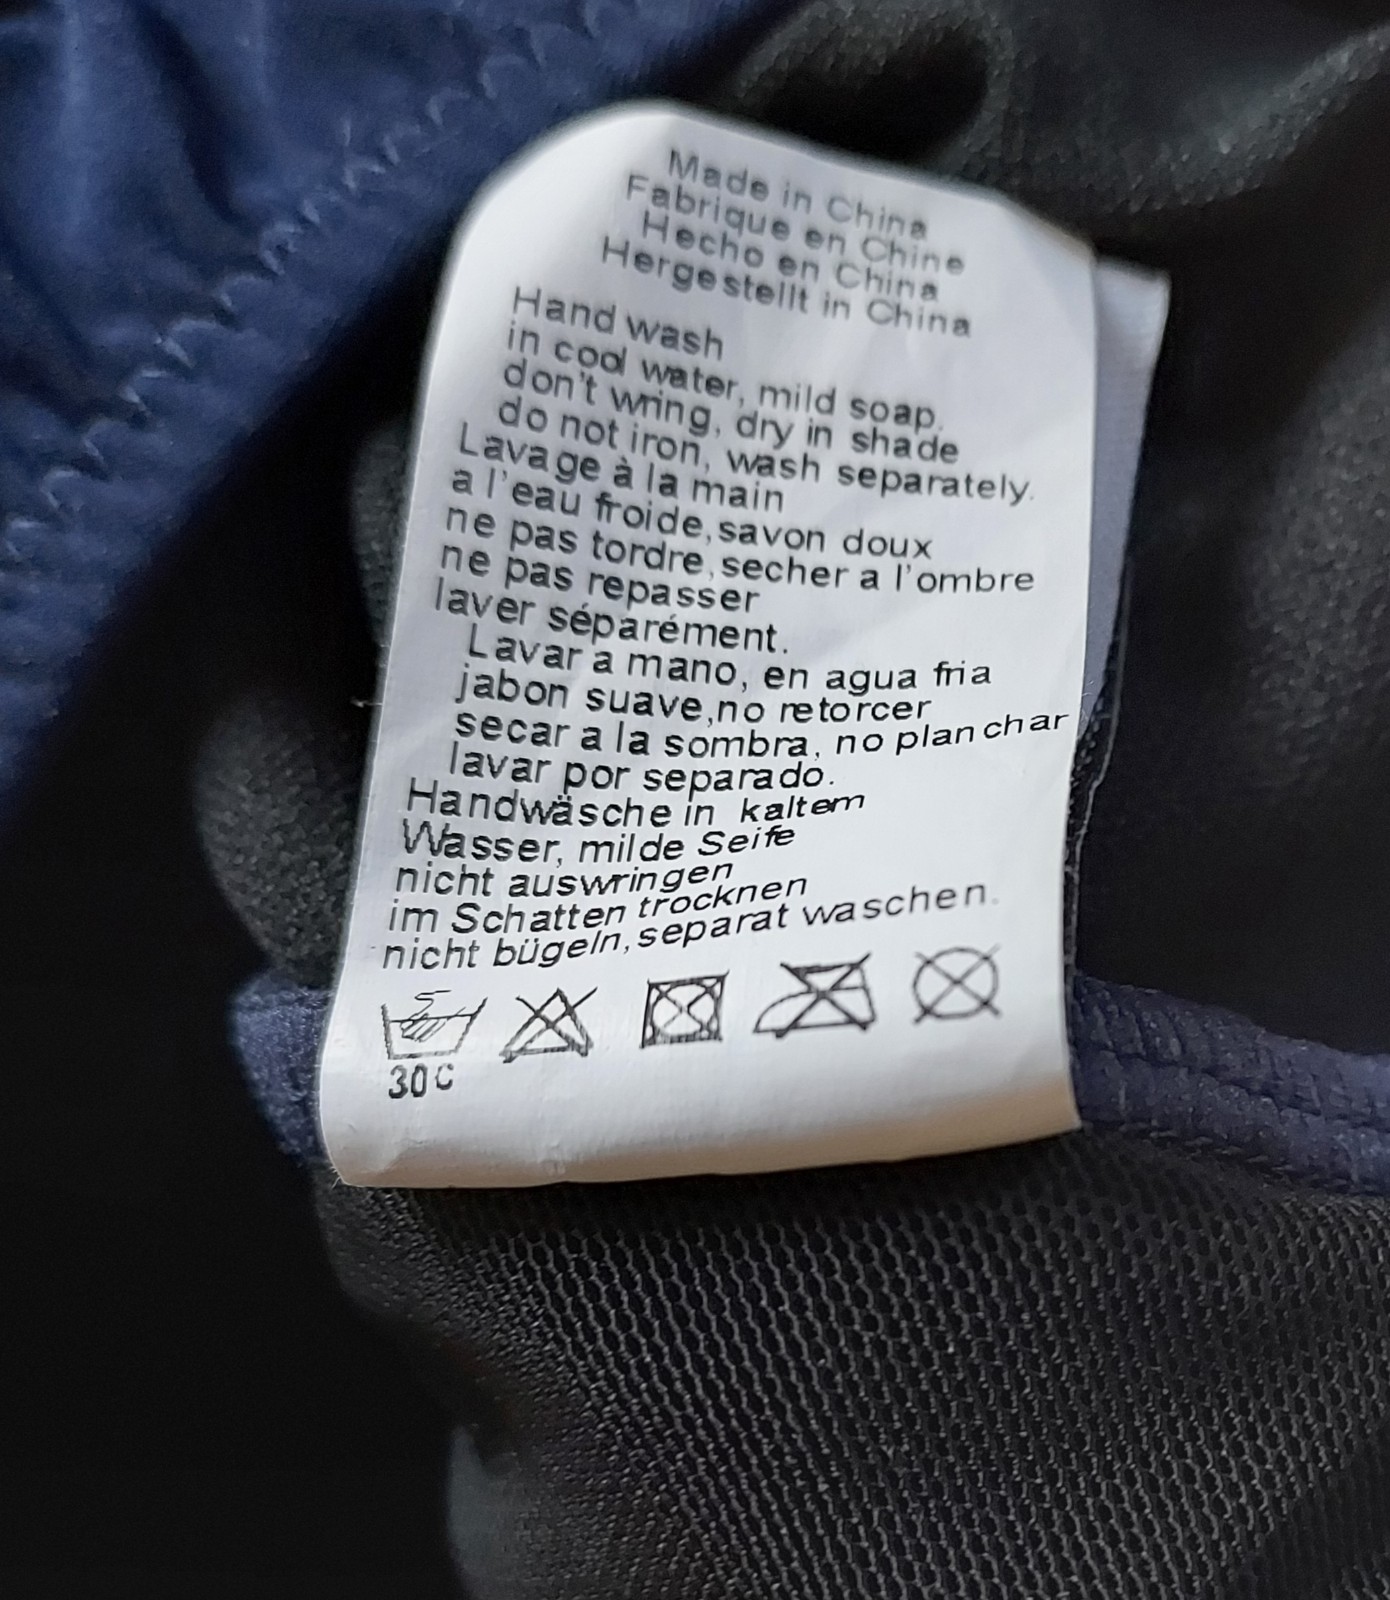 Made in China
Fabrique en Chine
Hecho en China
Hergestellt in China
Hand wash
in cool water, mild soap.
don't wring, dry in shade
do not iron, wash separately.
Lavage à la main
a l'eau froide,savon doux
ne pas tordre,secher a l'ombre
ne pas repasser
laver séparément.
Lavar a mano, en agua fria
jabon suave,no retorcer
secar a la sombra, no planchar
lavar por separado.
Handwäsche in kaltem
Wasser, milde Seife
nicht auswringen
im Schatten trocknen
nicht bügeln,separat waschen.
30C